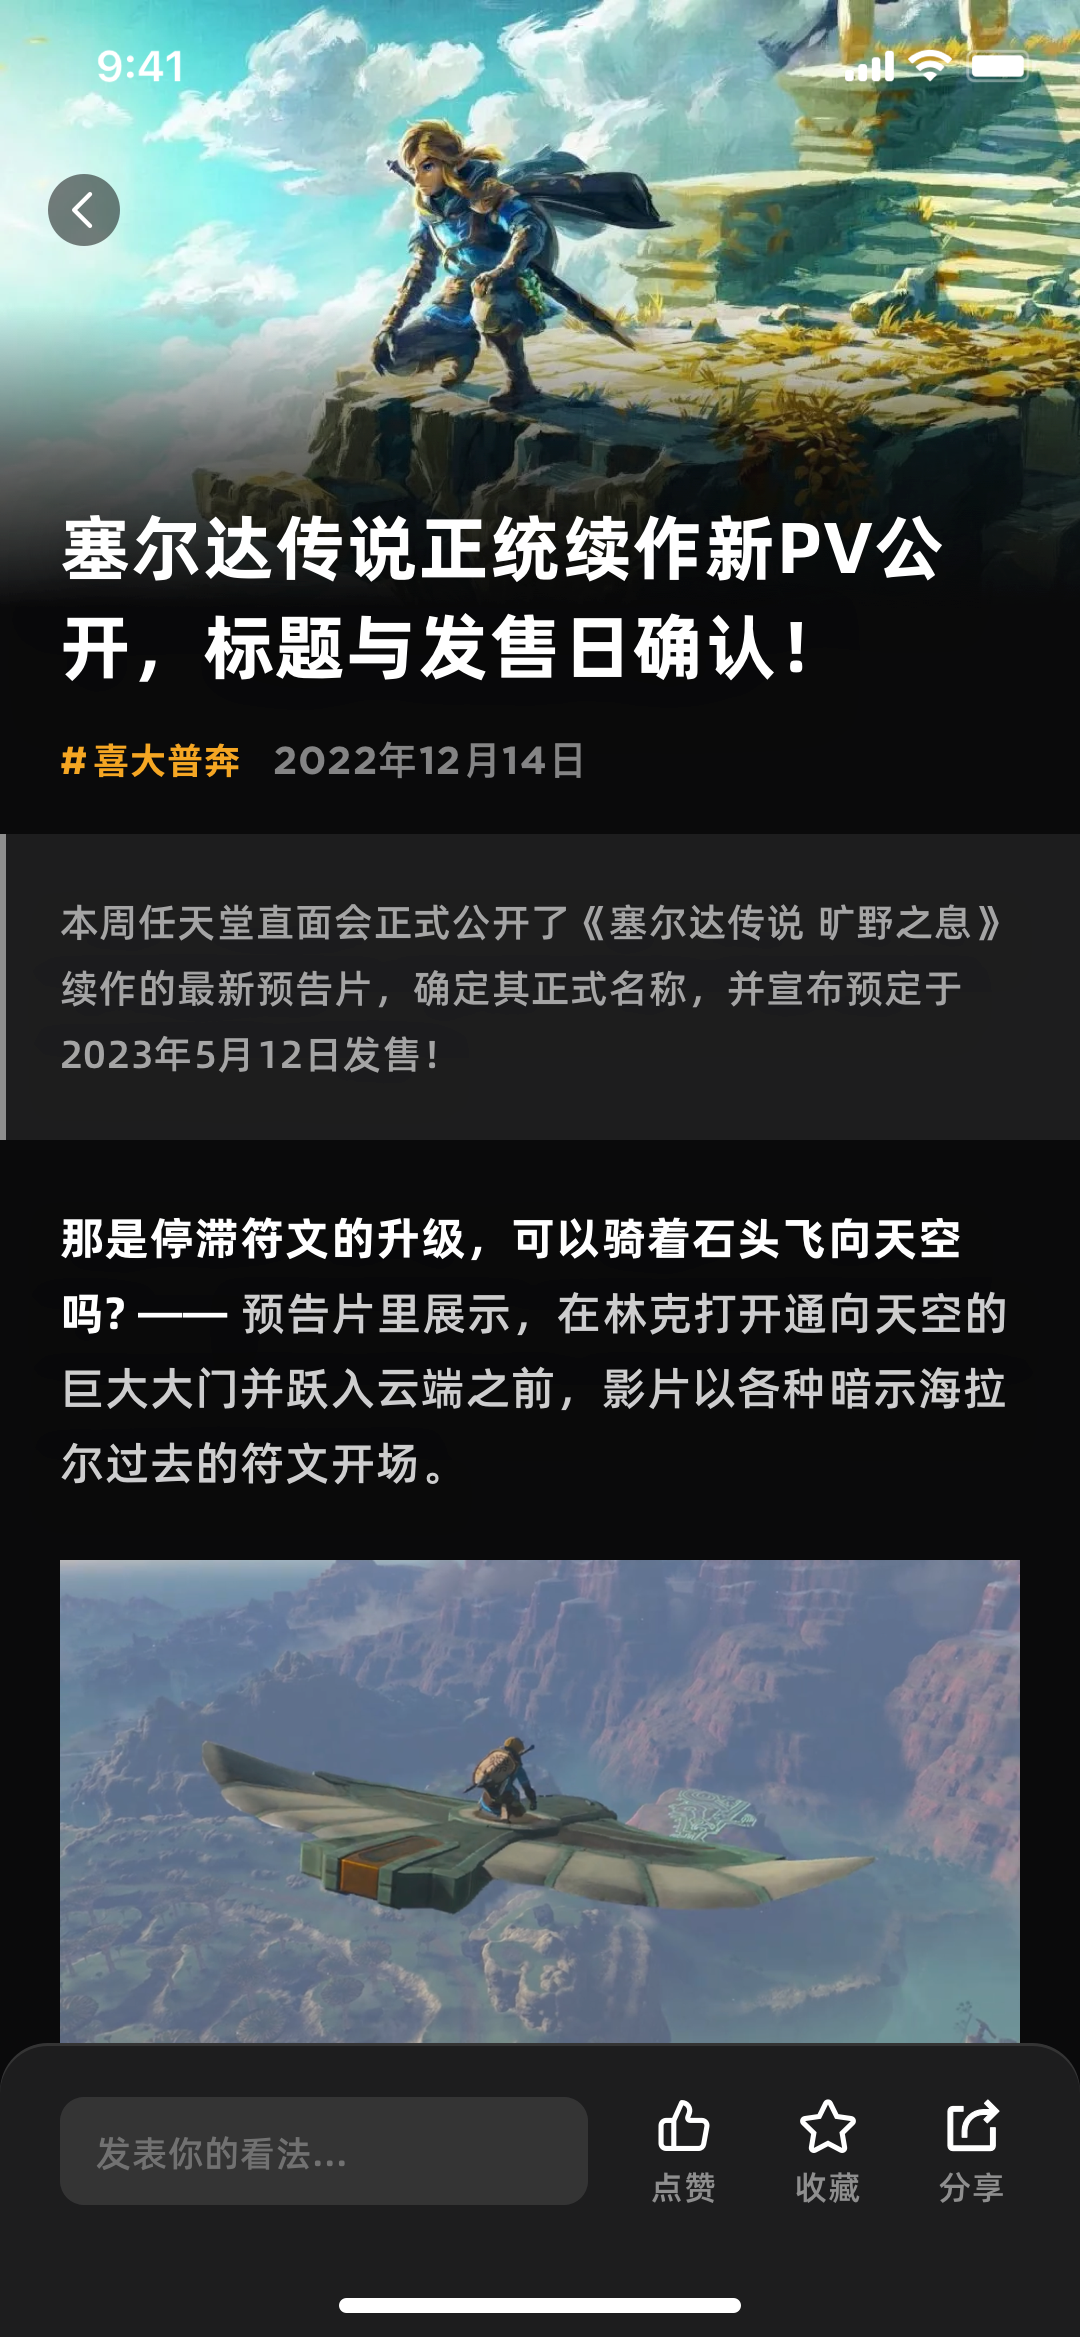 9:41
塞尔达传说正统续作新PV公
开，标题与发售日确认！
#喜大普奔 2022年12月14日
本周任天堂直面会正式公开了《塞尔达传说 旷野之息》
续作的最新预告片，确定其正式名称，并宣布预定于
2023年5月12日发售！
那是停滞符文的升级，可以骑着石头飞向天空
吗？—— 预告片里展示，在林克打开通向天空的
巨大大门并跃入云端之前，影片以各种暗示海拉
尔过去的符文开场。
发表你的看法...
点赞 收藏 分享